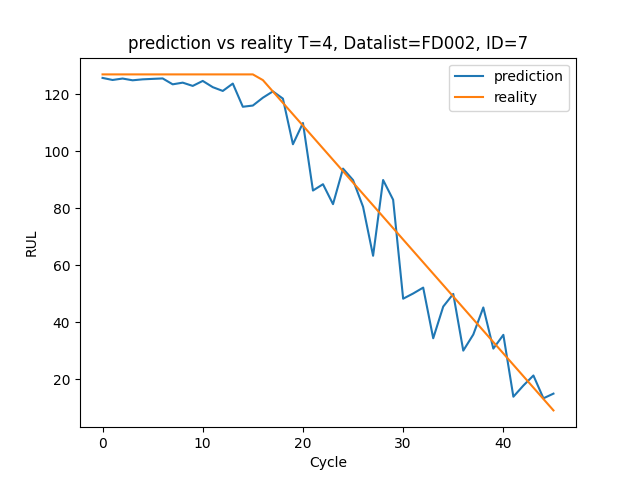 prediction vs reality T=4, Datalist=FD002, ID=7
prediction
reality
120
100
80
60
40
20
RUL
0 10 20 30 40
Cycle